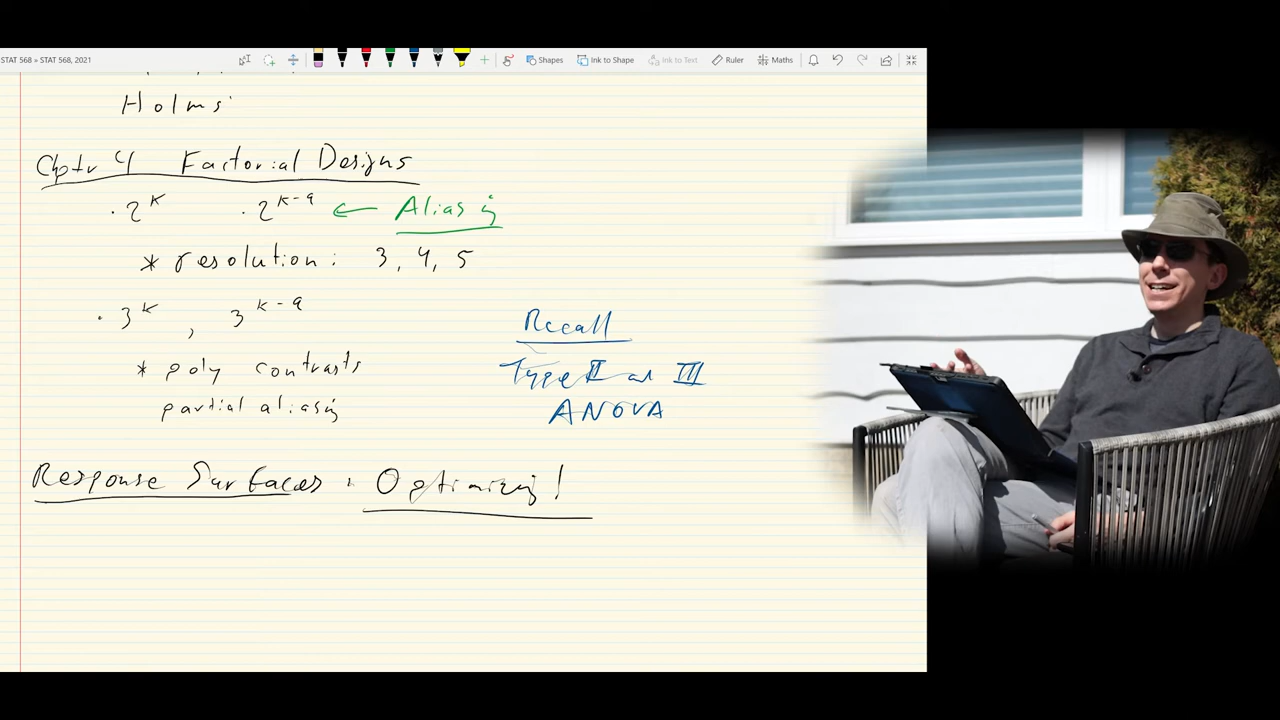 STAT 568 » STAT 568, 2021
Shapes Ink to Shape Ink to Text Ruler Maths
Holms'
Chptr 4 Factorial Designs
· 2^k · 2^{k-q} ← Aliasing
* resolution: 3, 4, 5
· 3^k , 3^{k-q}
* poly contrasts
partial aliasing
Recall
Type II or III
ANOVA
Response Surfaces : Optimizing!